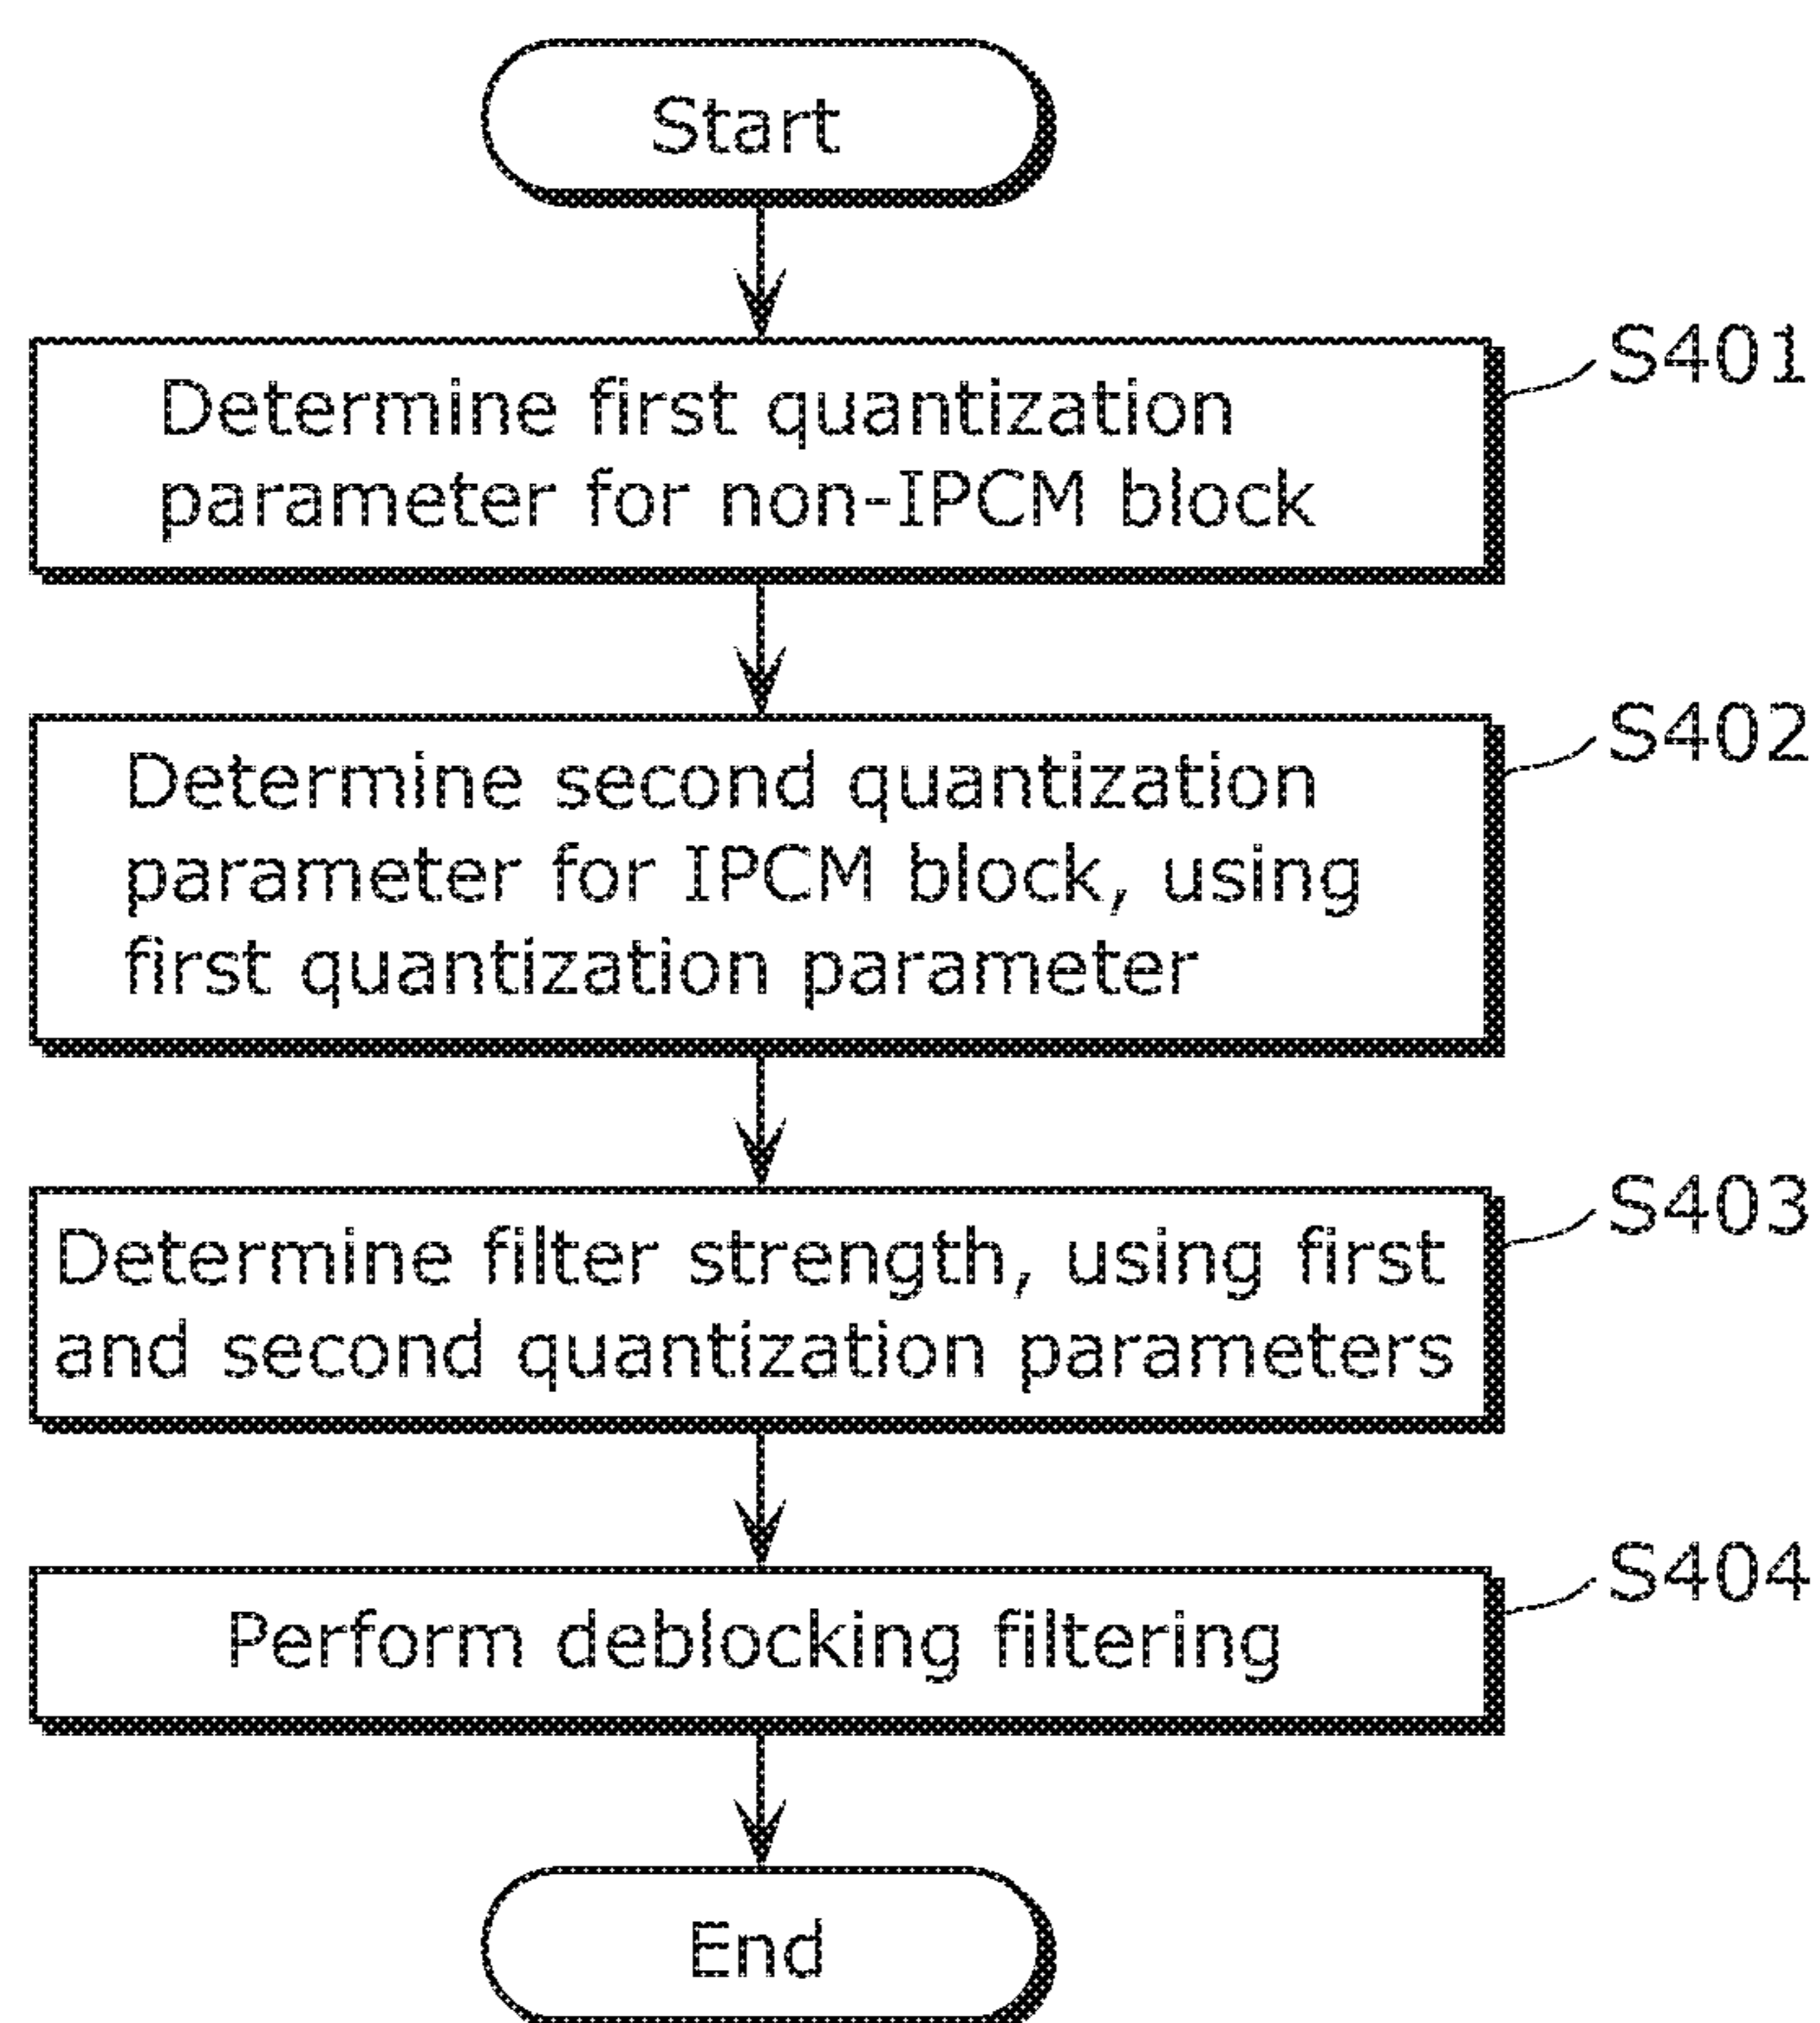 Start
S401
Determine first quantization
parameter for non-IPCM block
S402
Determine second quantization
parameter for IPCM block, using
first quantization parameter
S403
Determine filter strength, using first
and second quantization parameters
S404
Perform deblocking filtering
End